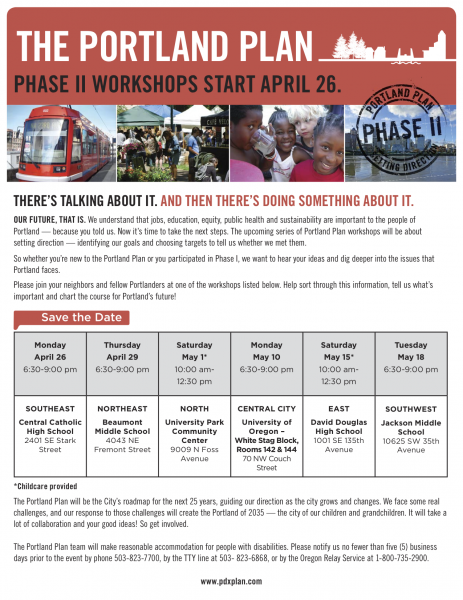 THE PORTLAND PLAN
PHASE II WORKSHOPS START APRIL 26.
PORTLAND PLAN
PHASE II
SETTING DIRECTION
THERE'S TALKING ABOUT IT. AND THEN THERE'S DOING SOMETHING ABOUT IT.
OUR FUTURE, THAT IS. We understand that jobs, education, equity, public health and sustainability are important to the people of
Portland — because you told us. Now it's time to take the next steps. The upcoming series of Portland Plan workshops will be about
setting direction — identifying our goals and choosing targets to tell us whether we met them.
So whether you're new to the Portland Plan or you participated in Phase I, we want to hear your ideas and dig deeper into the issues that
Portland faces.
Please join your neighbors and fellow Portlanders at one of the workshops listed below. Help sort through this information, tell us what's
important and chart the course for Portland's future!
Save the Date
Monday
April 26
6:30-9:00 pm
Thursday
April 29
6:30-9:00 pm
Saturday
May 1*
10:00 am-
12:30 pm
Monday
May 10
6:30-9:00 pm
Saturday
May 15*
10:00 am-
12:30 pm
Tuesday
May 18
6:30-9:00 pm
SOUTHEAST
Central Catholic
High School
2401 SE Stark
Street
NORTHEAST
Beaumont
Middle School
4043 NE
Fremont Street
NORTH
University Park
Community
Center
9009 N Foss
Avenue
CENTRAL CITY
University of
Oregon –
White Stag Block,
Rooms 142 & 144
70 NW Couch
Street
EAST
David Douglas
High School
1001 SE 135th
Avenue
SOUTHWEST
Jackson Middle
School
10625 SW 35th
Avenue
*Childcare provided
The Portland Plan will be the City's roadmap for the next 25 years, guiding our direction as the city grows and changes. We face some real
challenges, and our response to those challenges will create the Portland of 2035 — the city of our children and grandchildren. It will take a
lot of collaboration and your good ideas! So get involved.
The Portland Plan team will make reasonable accommodation for people with disabilities. Please notify us no fewer than five (5) business
days prior to the event by phone 503-823-7700, by the TTY line at 503- 823-6868, or by the Oregon Relay Service at 1-800-735-2900.
www.pdxplan.com